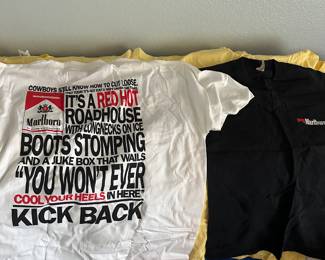 COWBOYS STILL KNOW HOW TO CUT LOOSE.
IT'S A RED HOT
Marlboro
ROADHOUSE
WITH LONGNECKS ON ICE
BOOTS STOMPING
AND A JUKE BOX THAT WAILS
"YOU WON'T EVER
COOL YOUR HEELS IN HERE"
KICK BACK
Marlboro